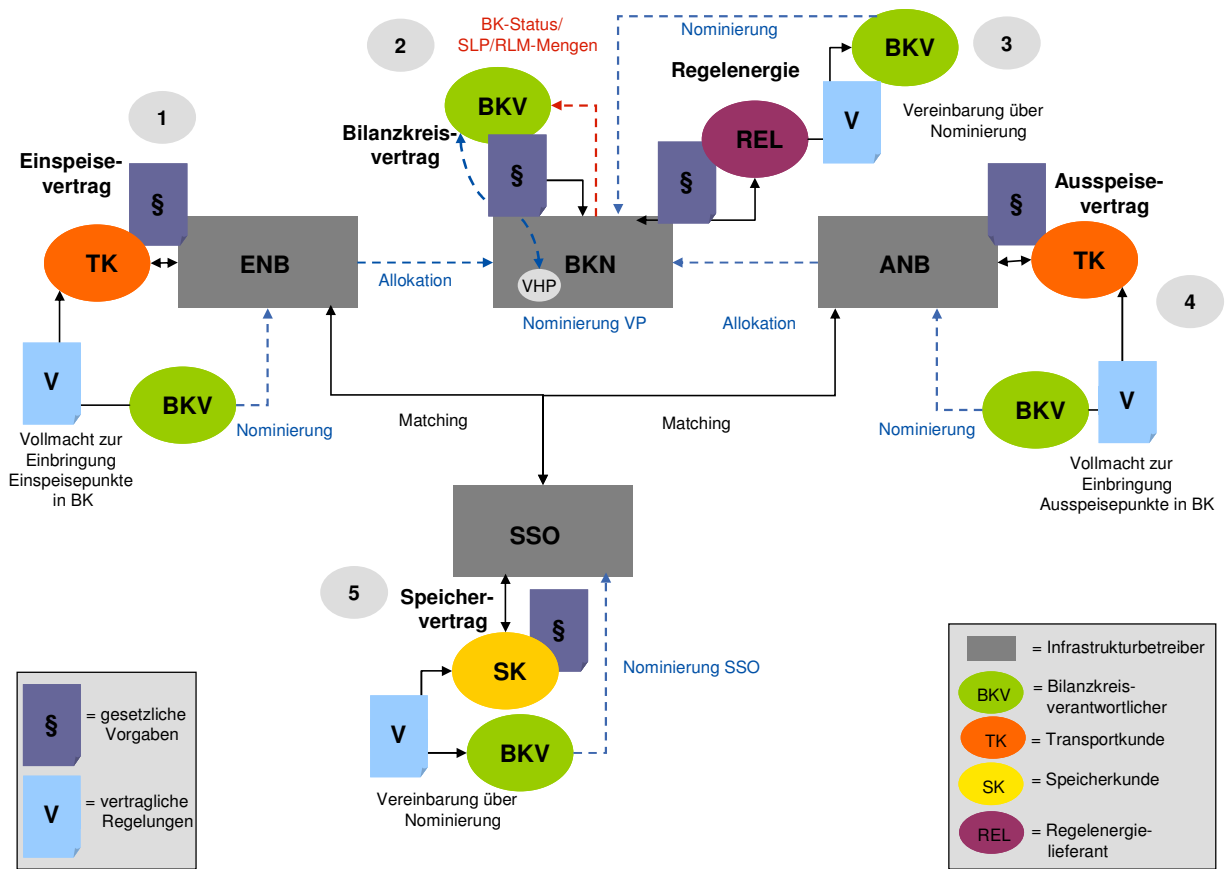 1
Einspeise-
vertrag
§
TK
ENB
V
BKV
Nominierung
Vollmacht zur
Einbringung
Einspeisepunkte
in BK
Allokation
2
BK-Status/
SLP/RLM-Mengen
BKV
Bilanzkreis-
vertrag
§
BKN
VHP
Nominierung VP
Nominierung
Regelenergie
REL
§
V
BKV
3
Vereinbarung über
Nominierung
Ausspeise-
vertrag
§
TK
ANB
Allokation
4
V
BKV
Nominierung
Vollmacht zur
Einbringung
Ausspeisepunkte in BK
Matching
Matching
SSO
5
Speicher-
vertrag
§
SK
V
BKV
Nominierung SSO
Vereinbarung über
Nominierung
§
= gesetzliche
Vorgaben
V
= vertragliche
Regelungen
= Infrastrukturbetreiber
BKV
= Bilanzkreis-
verantwortlicher
TK
= Transportkunde
SK
= Speicherkunde
REL
= Regelenergie-
lieferant